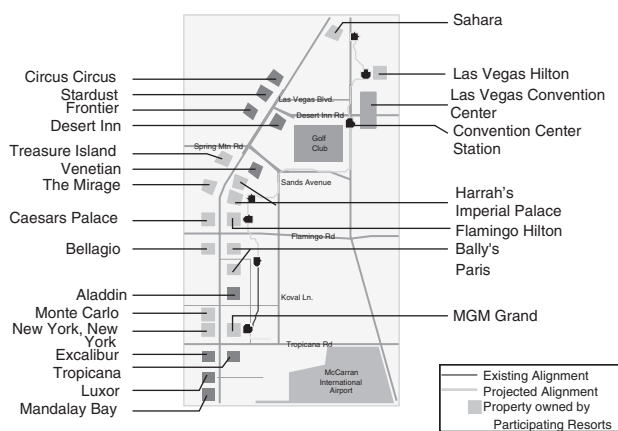 Sahara
Circus Circus
Stardust
Frontier
Desert Inn
Treasure Island
Venetian
The Mirage
Caesars Palace
Bellagio
Aladdin
Monte Carlo
New York, New
York
Excalibur
Tropicana
Luxor
Mandalay Bay
Las Vegas Blvd.
Desert Inn Rd
Golf
Club
Spring Mtn Rd
Sands Avenue
Flamingo Rd
Koval Ln.
Tropicana Rd
McCarran
International
Airport
Las Vegas Hilton
Las Vegas Convention
Center
Convention Center
Station
Harrah's
Imperial Palace
Flamingo Hilton
Bally's
Paris
MGM Grand
Existing Alignment
Projected Alignment
Property owned by
Participating Resorts